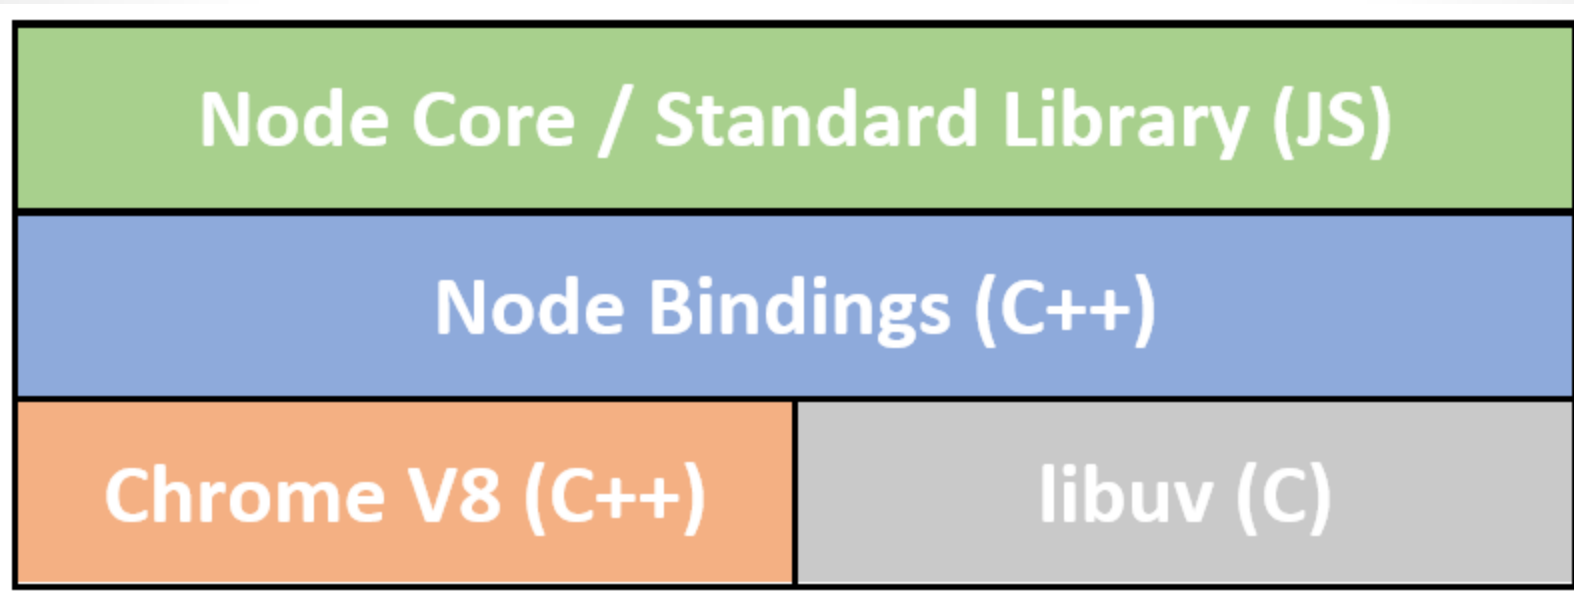 Node Core / Standard Library (JS)
Node Bindings (C++)
Chrome V8 (C++)
libuv (C)